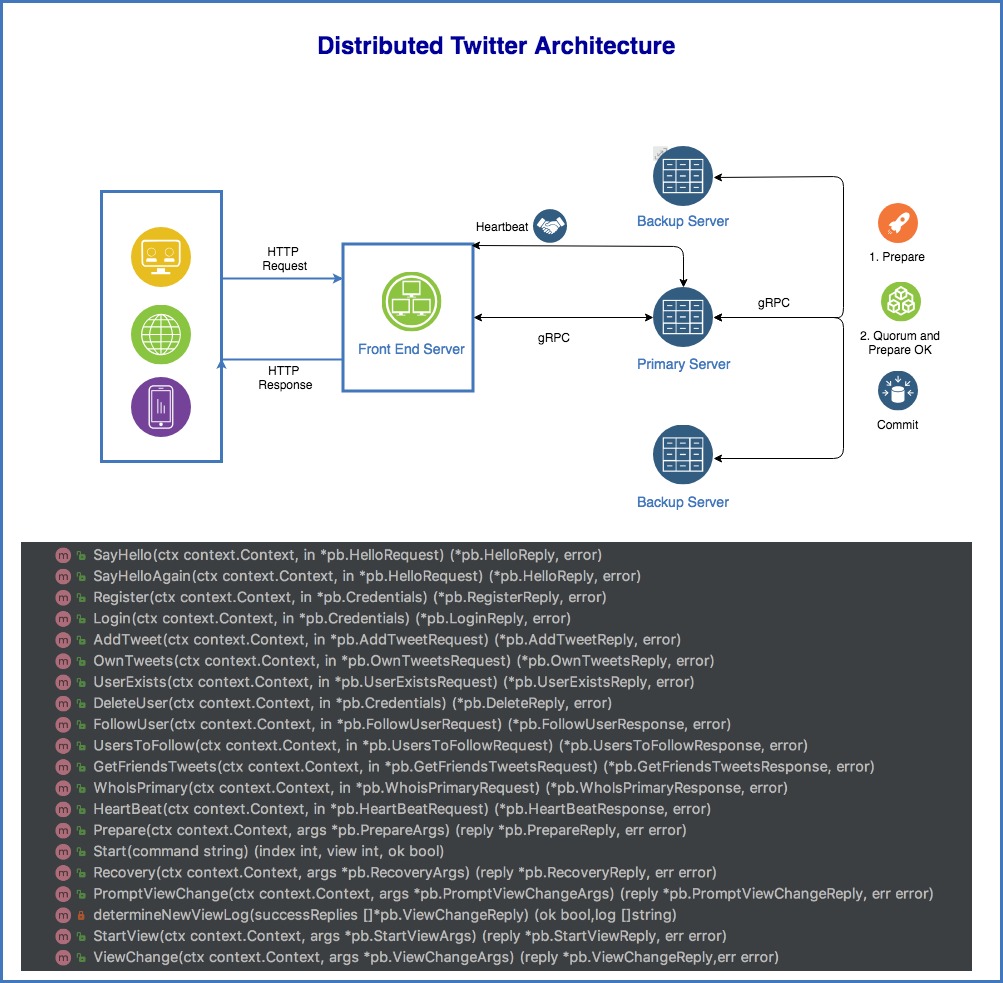 Distributed Twitter Architecture
Backup Server
Heartbeat
1. Prepare
HTTP
Request
gRPC
2. Quorum and
Prepare OK
gRPC
Front End Server
Primary Server
HTTP
Response
Commit
Backup Server
m SayHello(ctx context.Context, in *pb.HelloRequest) (*pb.HelloReply, error)
m SayHelloAgain(ctx context.Context, in *pb.HelloRequest) (*pb.HelloReply, error)
m Register(ctx context.Context, in *pb.Credentials) (*pb.RegisterReply, error)
m Login(ctx context.Context, in *pb.Credentials) (*pb.LoginReply, error)
m AddTweet(ctx context.Context, in *pb.AddTweetRequest) (*pb.AddTweetReply, error)
m OwnTweets(ctx context.Context, in *pb.OwnTweetsRequest) (*pb.OwnTweetsReply, error)
m UserExists(ctx context.Context, in *pb.UserExistsRequest) (*pb.UserExistsReply, error)
m DeleteUser(ctx context.Context, in *pb.Credentials) (*pb.DeleteReply, error)
m FollowUser(ctx context.Context, in *pb.FollowUserRequest) (*pb.FollowUserResponse, error)
m UsersToFollow(ctx context.Context, in *pb.UsersToFollowRequest) (*pb.UsersToFollowResponse, error)
m GetFriendsTweets(ctx context.Context, in *pb.GetFriendsTweetsRequest) (*pb.GetFriendsTweetsResponse, error)
m WhoIsPrimary(ctx context.Context, in *pb.WhoisPrimaryRequest) (*pb.WhoIsPrimaryResponse, error)
m HeartBeat(ctx context.Context, in *pb.HeartBeatRequest) (*pb.HeartBeatResponse, error)
m Prepare(ctx context.Context, args *pb.PrepareArgs) (reply *pb.PrepareReply, err error)
m Start(command string) (index int, view int, ok bool)
m Recovery(ctx context.Context, args *pb.RecoveryArgs) (reply *pb.RecoveryReply, err error)
m PromptViewChange(ctx context.Context, args *pb.PromptViewChangeArgs) (reply *pb.PromptViewChangeReply, err error)
m determineNewViewLog(successReplies []*pb.ViewChangeReply) (ok bool,log []string)
m StartView(ctx context.Context, args *pb.StartViewArgs) (reply *pb.StartViewReply, err error)
m ViewChange(ctx context.Context, args *pb.ViewChangeArgs) (reply *pb.ViewChangeReply,err error)